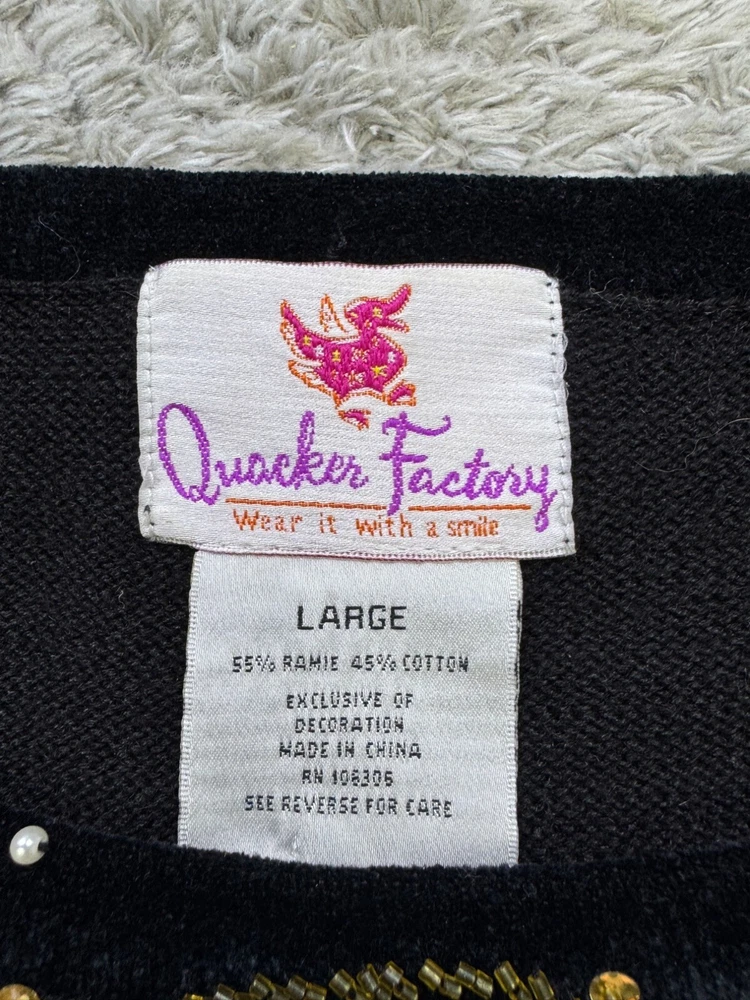 Quacker Factory
Wear it with a smile
LARGE
55% RAMIE 45% COTTON
EXCLUSIVE OF
DECORATION
MADE IN CHINA
RN 106306
SEE REVERSE FOR CARE